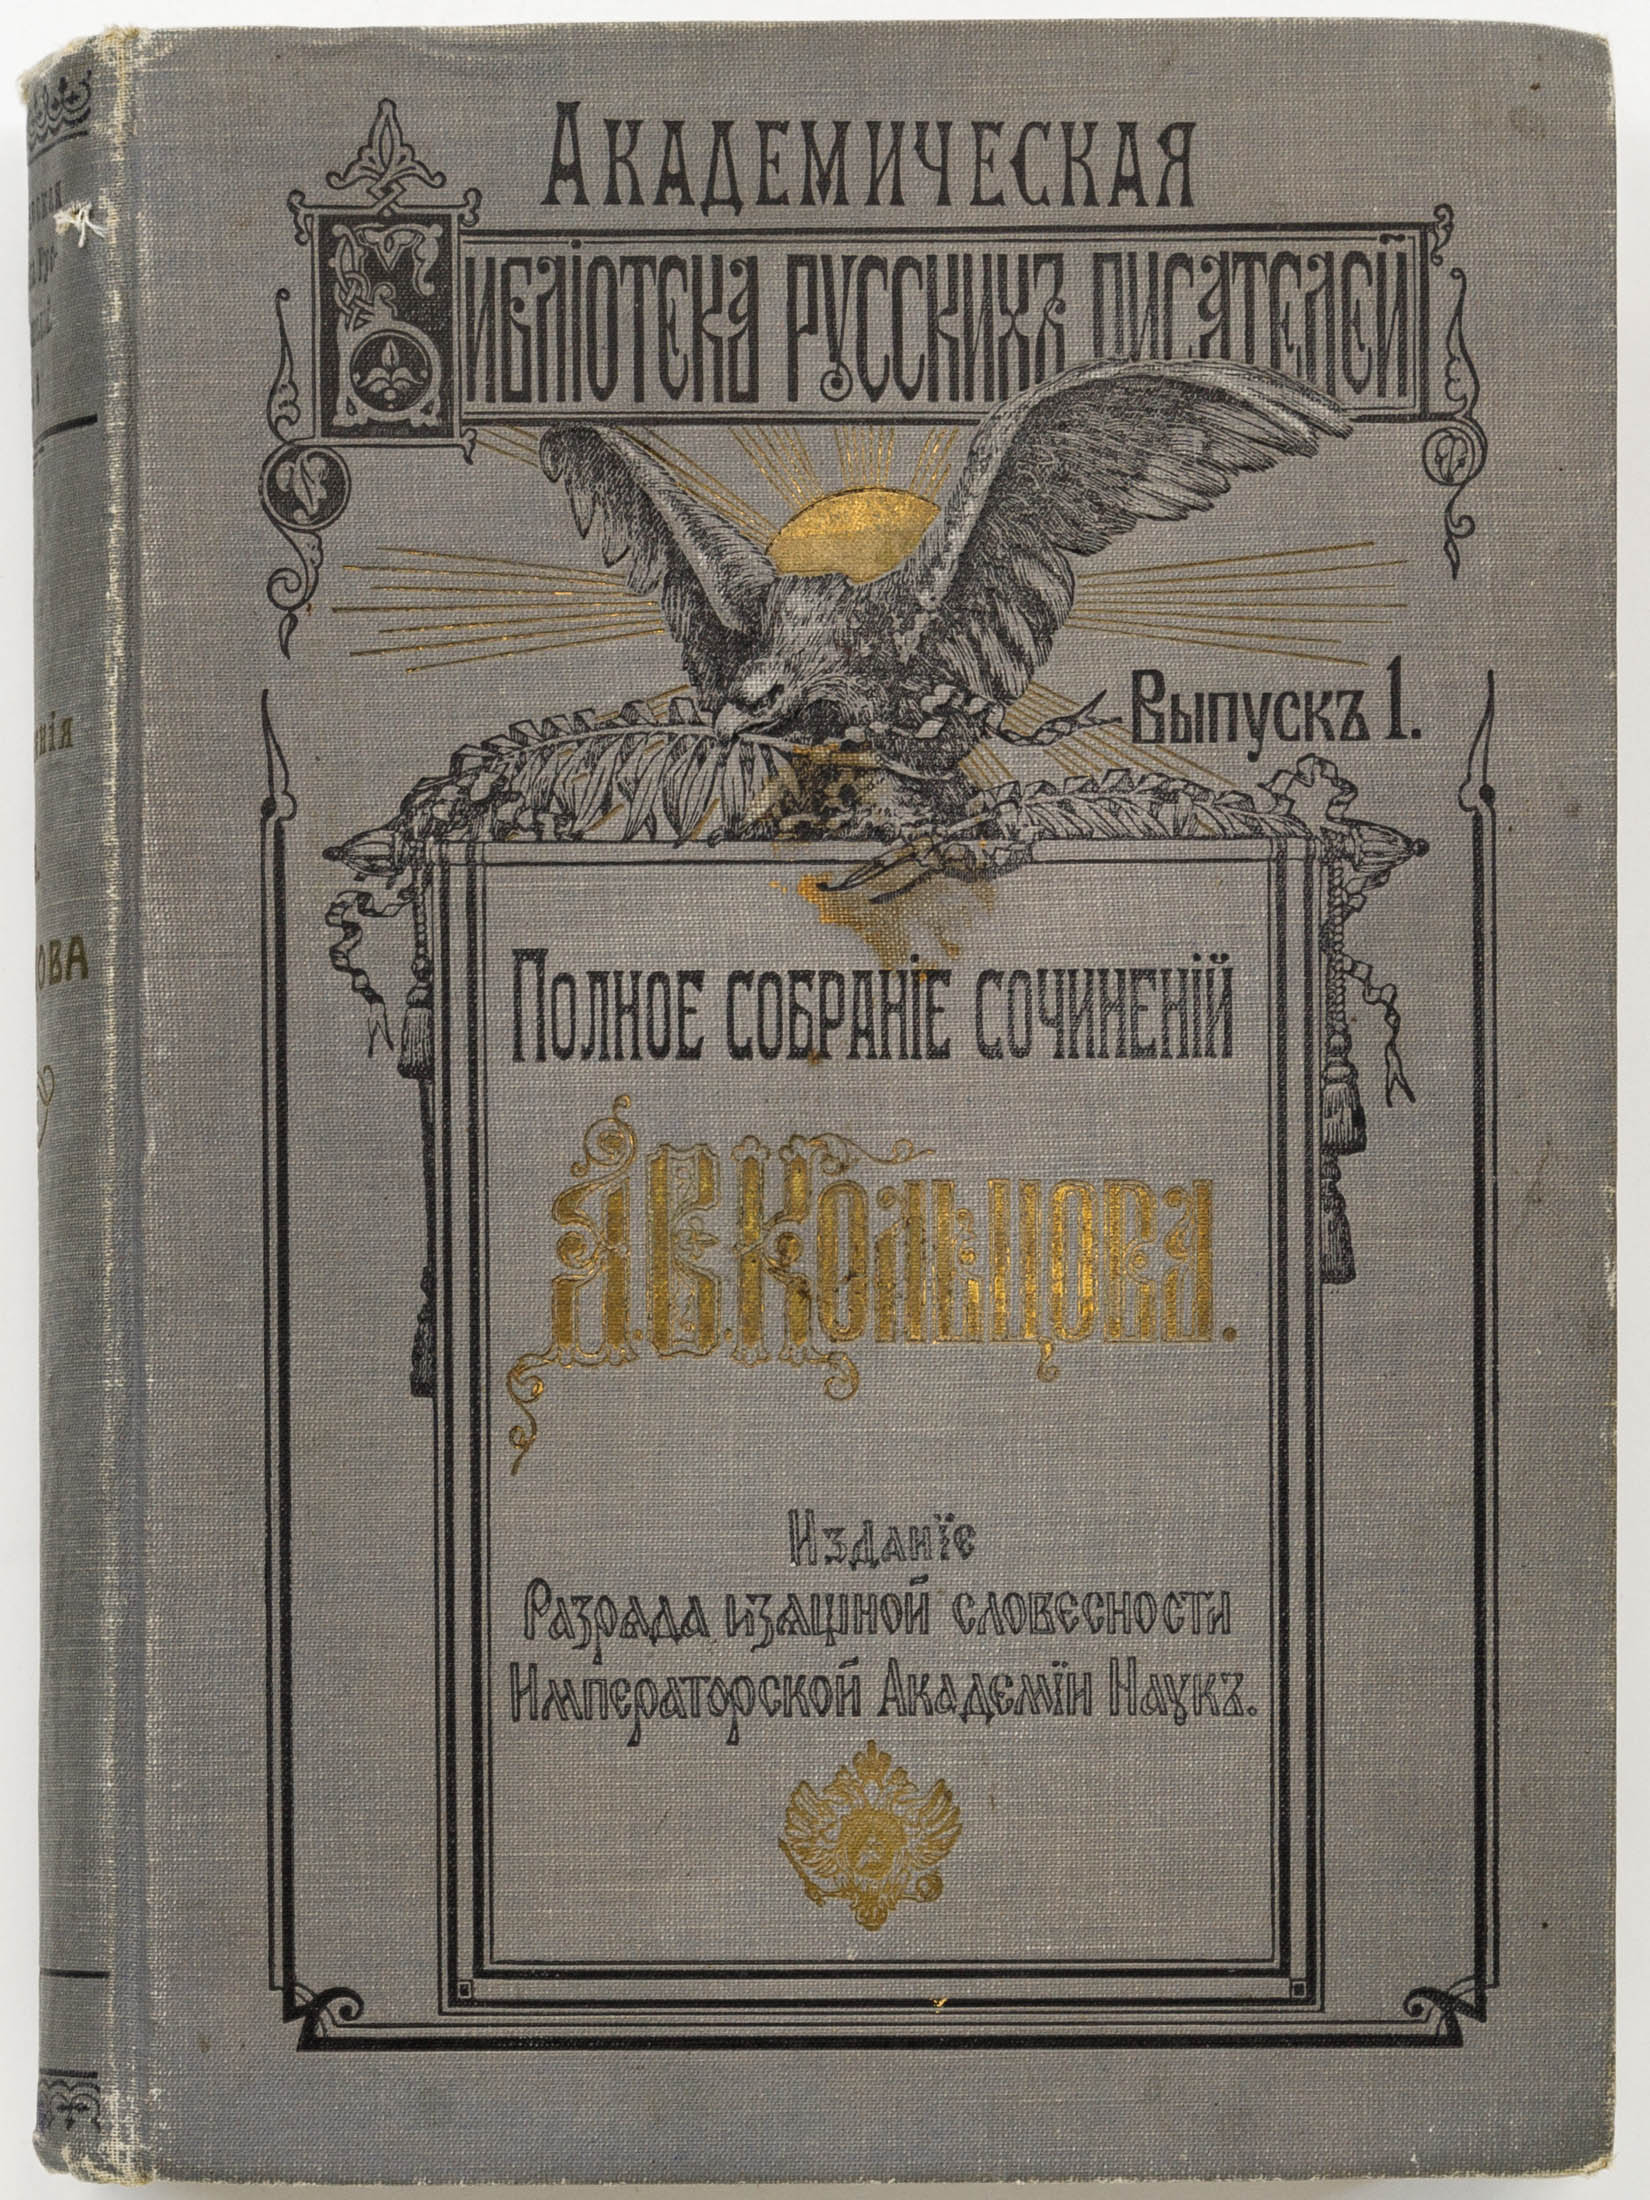 Академическая
Библіотека русскихъ писателей
Выпускъ 1.
Полное собраніе сочиненій
А. В. Кольцова.
Изданіе
Разряда изящной словесности
Императорской Академіи Наукъ.